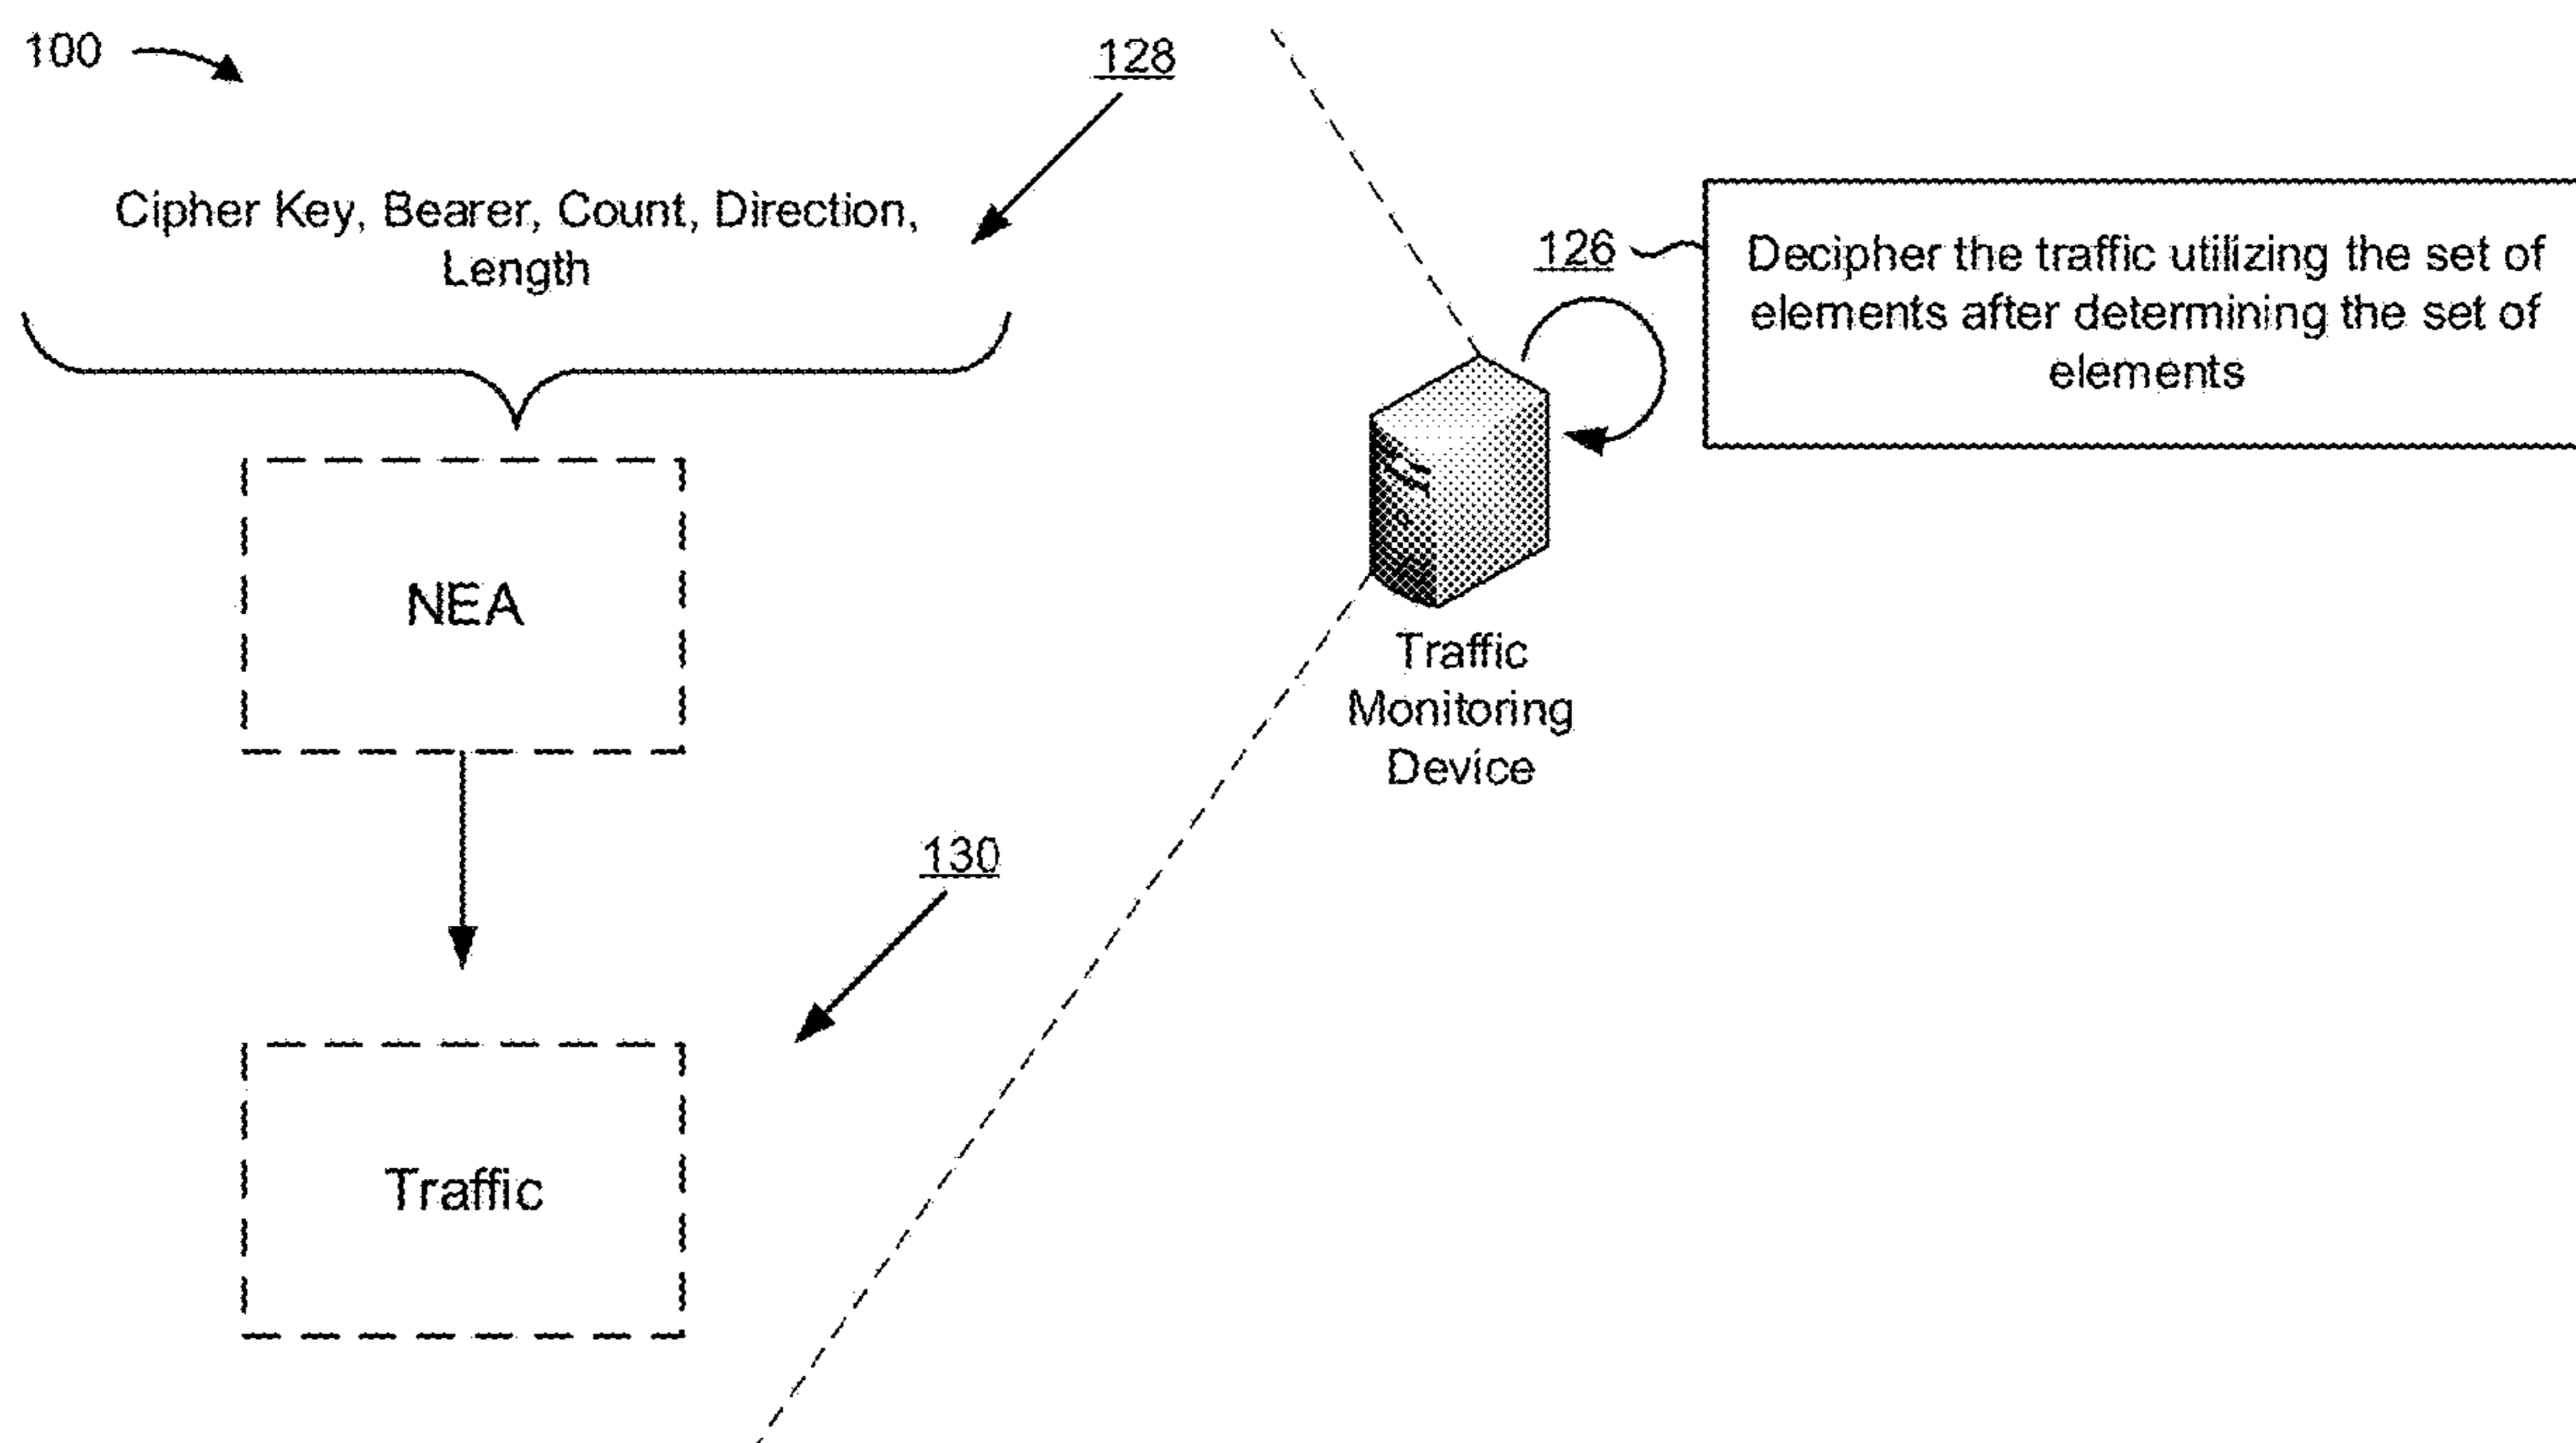 100
128
Cipher Key, Bearer, Count, Direction,
Length
126
Decipher the traffic utilizing the set of
elements after determining the set of
elements
NEA
Traffic
Monitoring
Device
130
Traffic